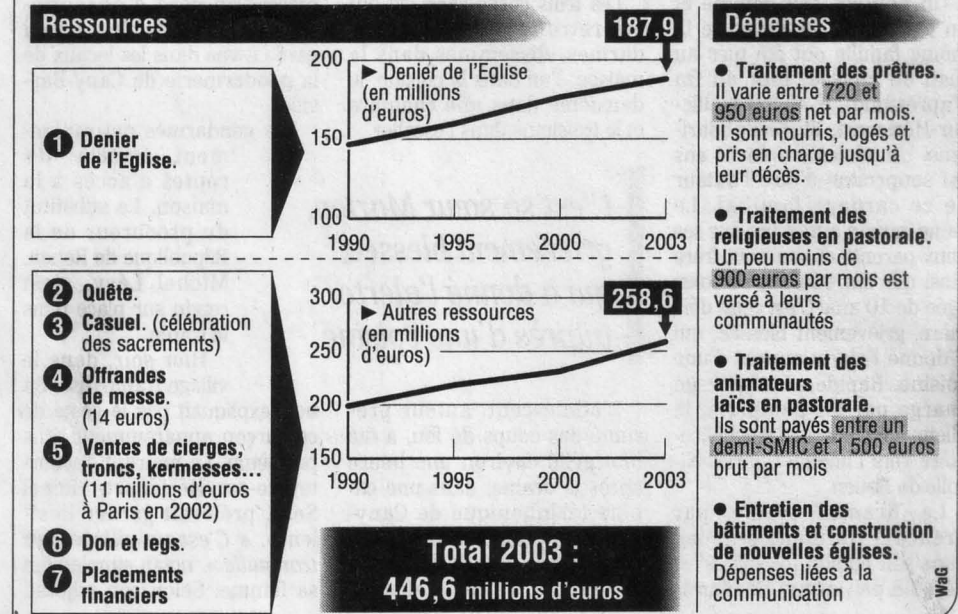 Ressources
1 Denier
de l'Eglise.
2 Quête.
3 Casuel. (célébration
des sacrements)
4 Offrandes
de messe.
(14 euros)
5 Ventes de cierges,
troncs, kermesses.
(11 millions d'euros
à Paris en 2002)
6 Don et legs.
7 Placements
financiers
187,9
200
▶ Denier de l'Eglise
(en millions
d'euros)
150
100
1990 1995 2000 2003
258,6
300
▶ Autres ressources
(en millions
d'euros)
250
200
150
1990 1995 2000 2003
Total 2003 :
446,6 millions d'euros
Dépenses
● Traitement des prêtres.
Il varie entre 720 et
950 euros net par mois.
Ils sont nourris, logés et
pris en charge jusqu'à
leur décès.
● Traitement des
religieuses en pastorale.
Un peu moins de
900 euros par mois est
versé à leurs
communautés
● Traitement des
animateurs
laïcs en pastorale.
Ils sont payés entre un
demi-SMIC et 1 500 euros
brut par mois
● Entretien des
bâtiments et constructio
de nouvelles églises.
Dépenses liées à la
communication
Wag